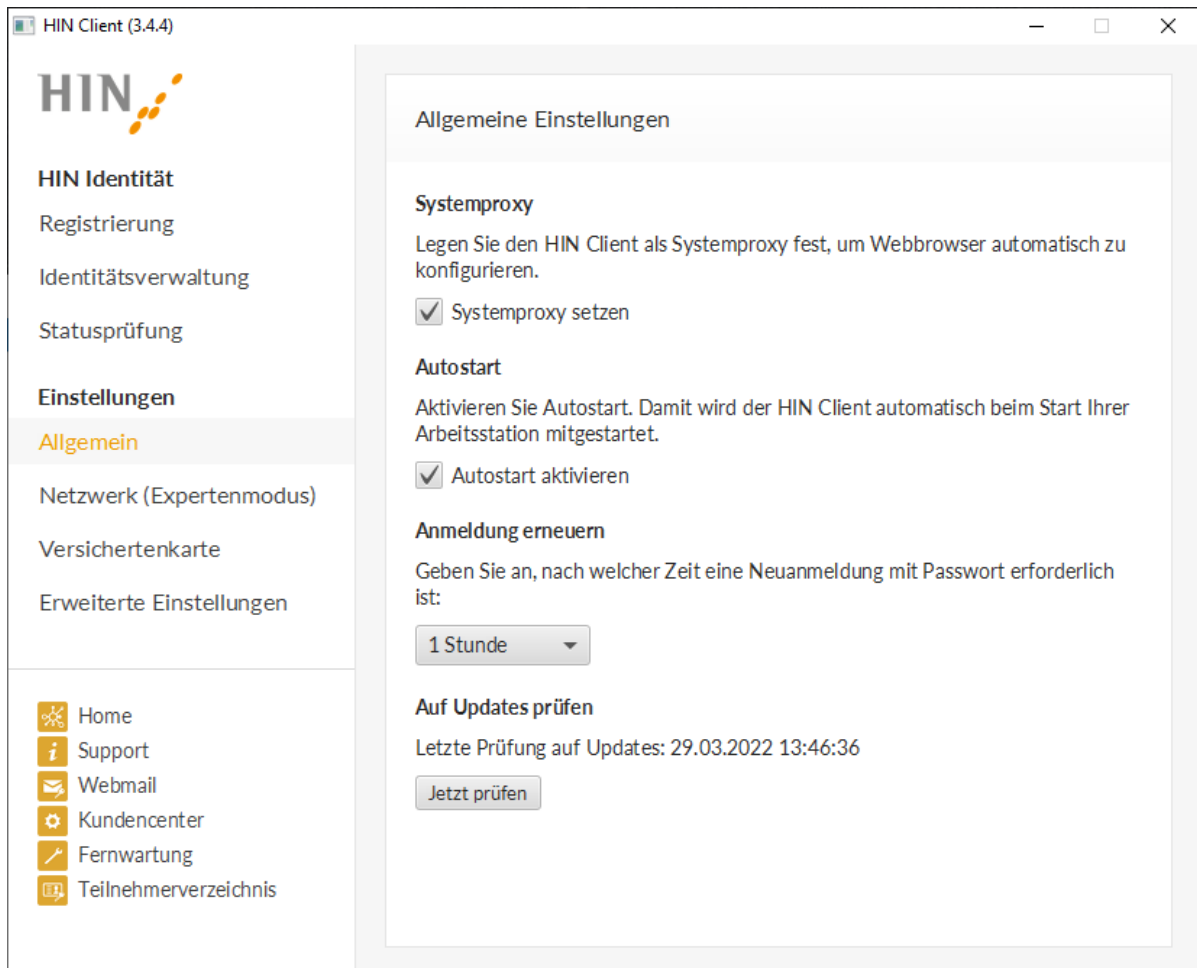 HIN Client (3.4.4)
HIN
HIN Identität
Registrierung
Identitätsverwaltung
Statusprüfung
Einstellungen
Allgemein
Netzwerk (Expertenmodus)
Versichertenkarte
Erweiterte Einstellungen
Home
Support
Webmail
Kundencenter
Fernwartung
Teilnehmerverzeichnis
Allgemeine Einstellungen
Systemproxy
Legen Sie den HIN Client als Systemproxy fest, um Webbrowser automatisch zu
konfigurieren.
Systemproxy setzen
Autostart
Aktivieren Sie Autostart. Damit wird der HIN Client automatisch beim Start Ihrer
Arbeitsstation mitgestartet.
Autostart aktivieren
Anmeldung erneuern
Geben Sie an, nach welcher Zeit eine Neuanmeldung mit Passwort erforderlich
ist:
1 Stunde
Auf Updates prüfen
Letzte Prüfung auf Updates: 29.03.2022 13:46:36
Jetzt prüfen